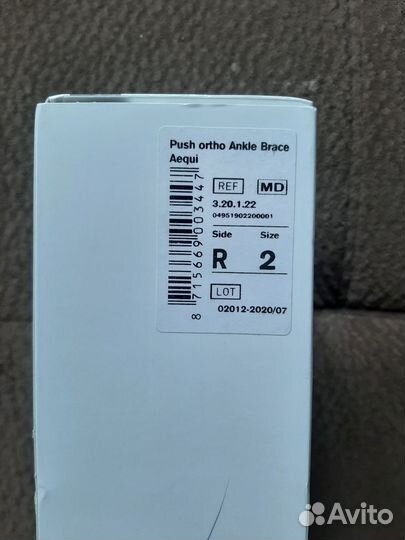 Push ortho Ankle Brace
Aequi
REF MD
3.20.1.22
04951902200001
Side Size
R 2
LOT
02012-2020/07
8 715669 003447
Avito